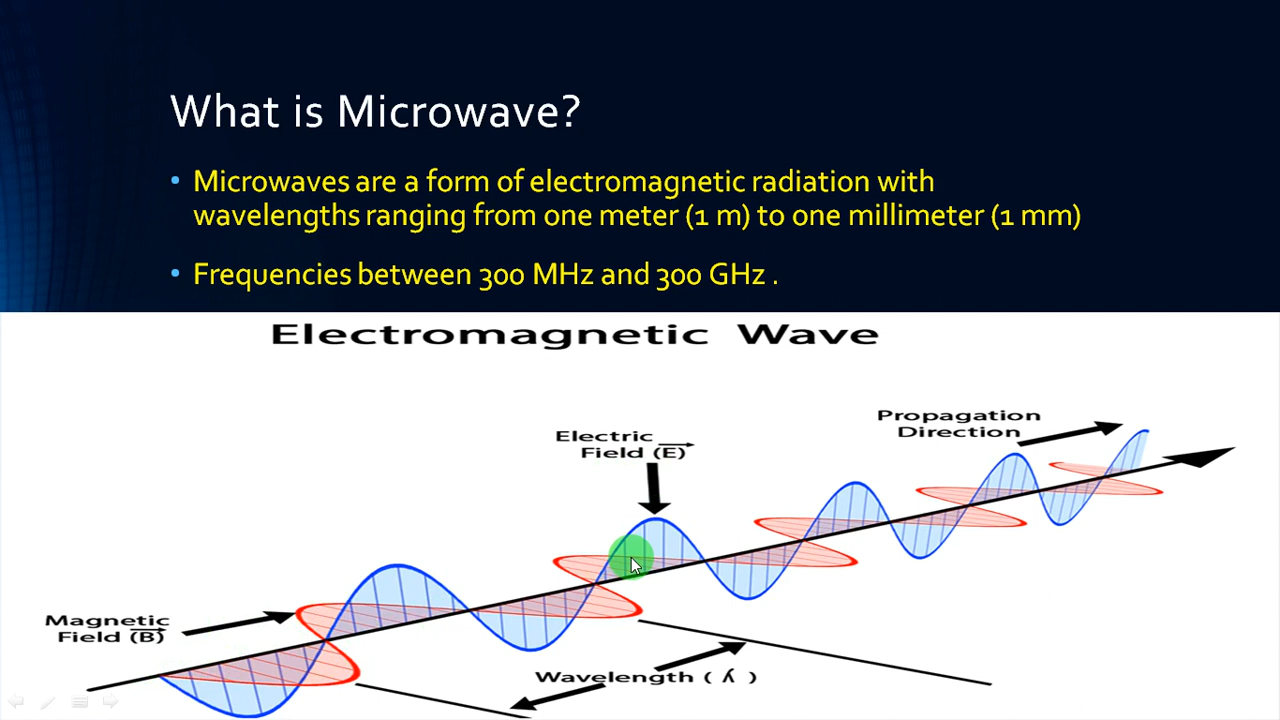 What is Microwave?
• Microwaves are a form of electromagnetic radiation with
wavelengths ranging from one meter (1 m) to one millimeter (1 mm)
• Frequencies between 300 MHz and 300 GHz .
Electromagnetic Wave
Propagation
Direction
Electric
Field (E)
Magnetic
Field (B)
Wavelength ( ʎ )